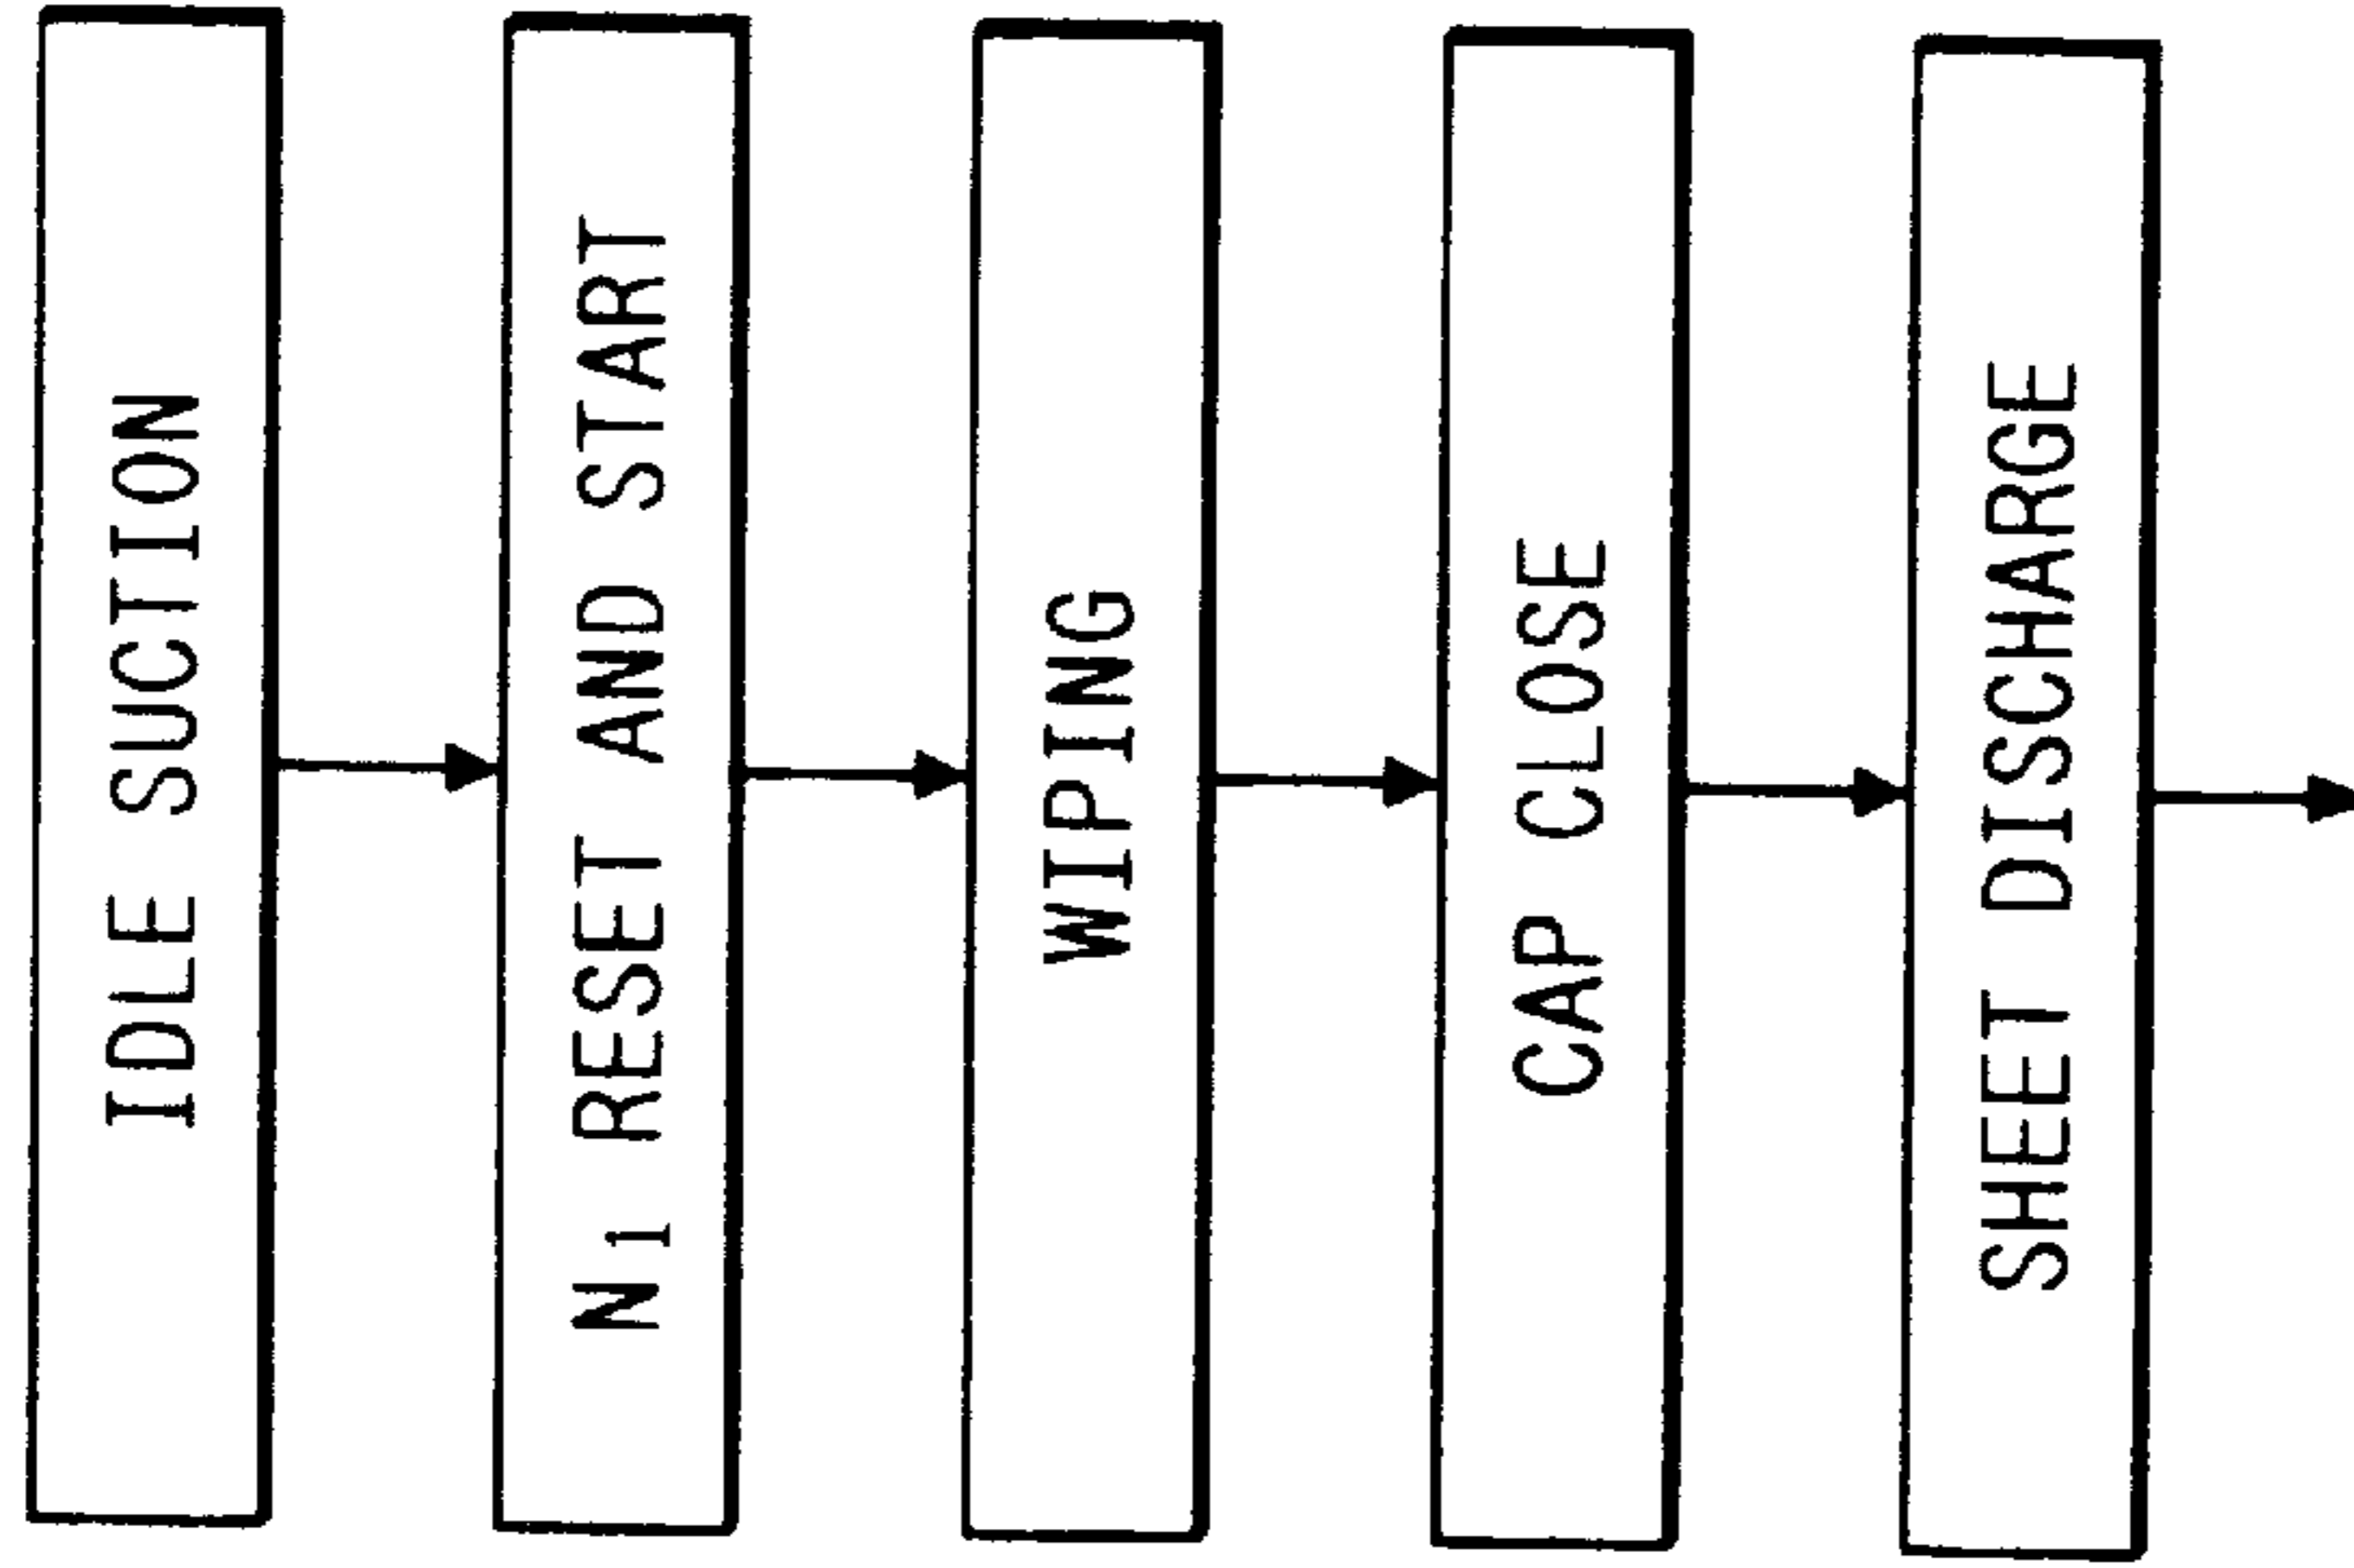 IDLE SUCTION
N₁ RESET AND START
WIPING
CAP CLOSE
SHEET DISCHARGE